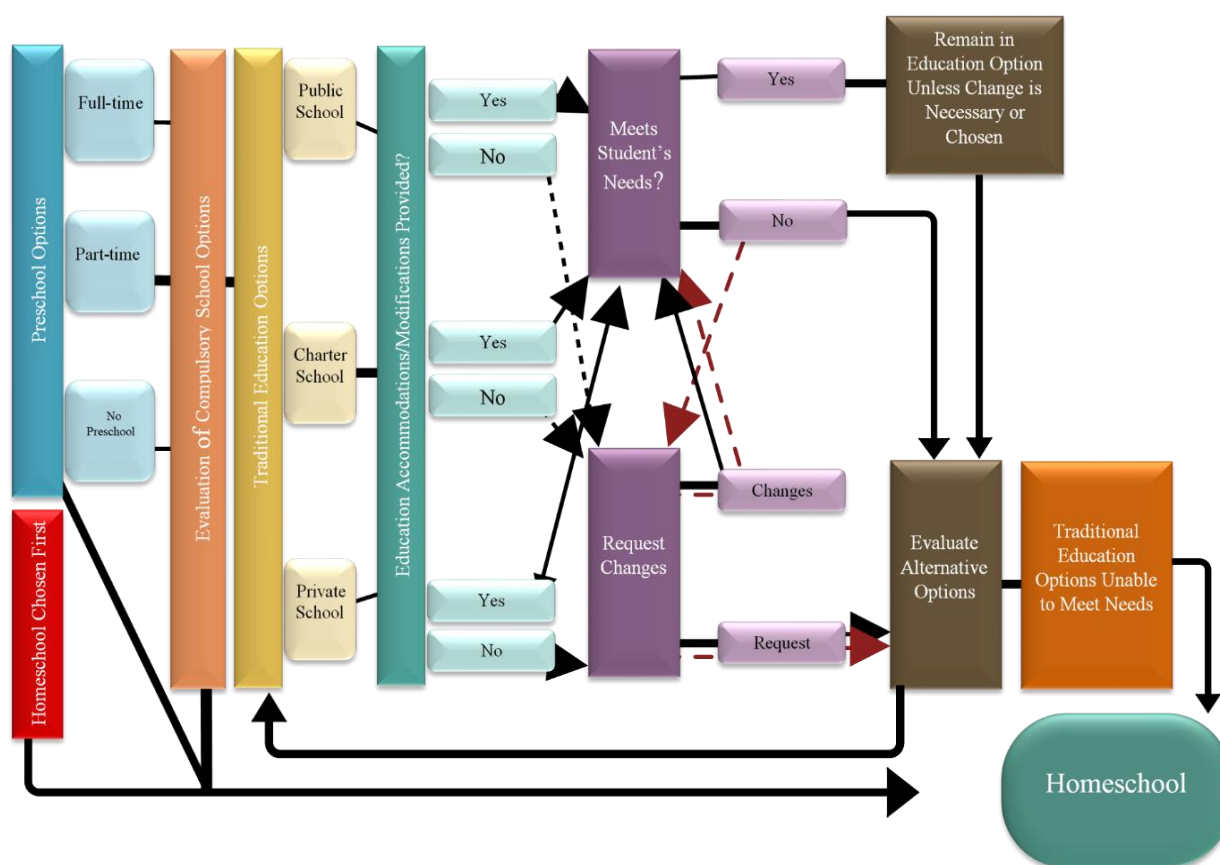 Preschool Options
Homeschool Chosen First
Full-time
Part-time
No
Preschool
Evaluation of Compulsory School Options
Traditional Education Options
Public
School
Charter
School
Private
School
Education Accommodations/Modifications Provided?
Yes
No
Yes
No
Yes
No
Meets
Student's
Needs?
Request
Changes
Yes
No
Changes
Request
Remain in
Education Option
Unless Change is
Necessary or
Chosen
Evaluate
Alternative
Options
Traditional
Education
Options Unable
to Meet Needs
Homeschool